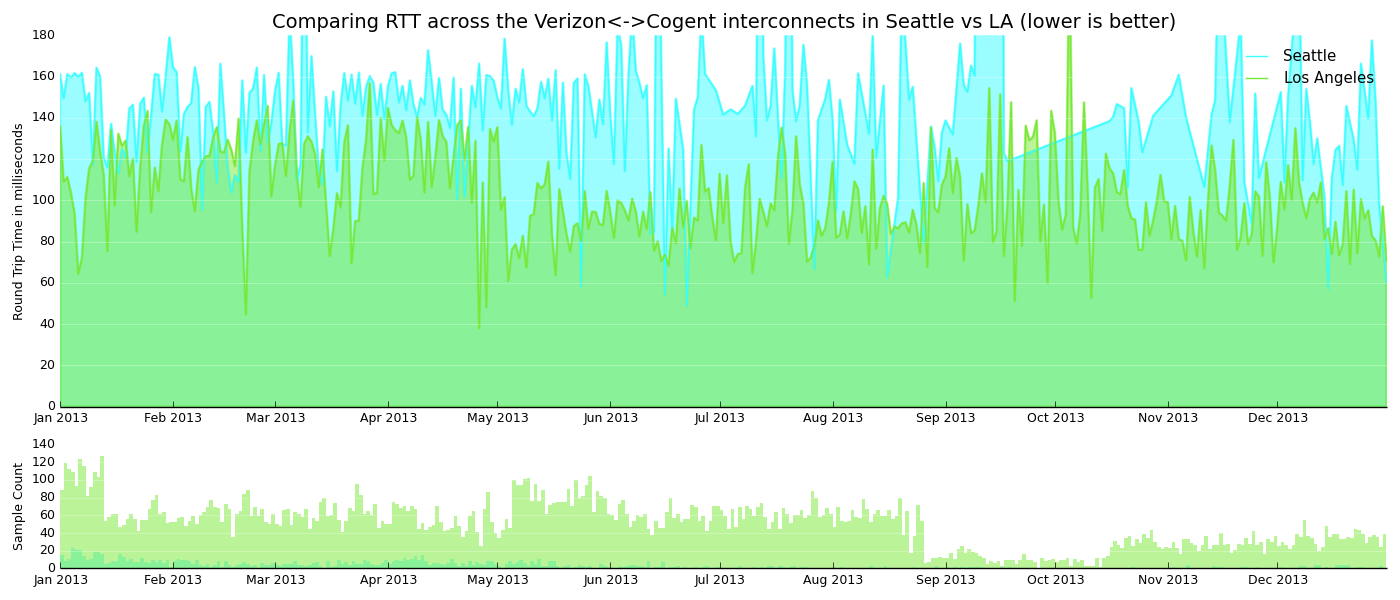 Comparing RTT across the Verizon<->Cogent interconnects in Seattle vs LA (lower is better)
Seattle
Los Angeles
Round Trip Time in milliseconds
180
160
140
120
100
80
60
40
20
0
Jan 2013 Feb 2013 Mar 2013 Apr 2013 May 2013 Jun 2013 Jul 2013 Aug 2013 Sep 2013 Oct 2013 Nov 2013 Dec 2013
Sample Count
140
120
100
80
60
40
20
0
Jan 2013 Feb 2013 Mar 2013 Apr 2013 May 2013 Jun 2013 Jul 2013 Aug 2013 Sep 2013 Oct 2013 Nov 2013 Dec 2013